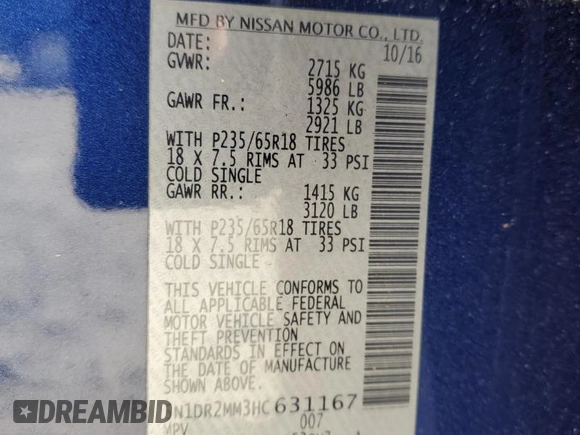 MFD BY NISSAN MOTOR CO., LTD.
DATE: 10/16
GVWR: 2715 KG
5986 LB
GAWR FR.: 1325 KG
2921 LB
WITH P235/65R18 TIRES
18 X 7.5 RIMS AT 33 PSI
COLD SINGLE
GAWR RR.: 1415 KG
3120 LB
WITH P235/65R18 TIRES
18 X 7.5 RIMS AT 33 PSI
COLD SINGLE
THIS VEHICLE CONFORMS TO
ALL APPLICABLE FEDERAL
MOTOR VEHICLE SAFETY AND
THEFT PREVENTION
STANDARDS IN EFFECT ON
THE DATE OF MANUFACTURE
SHOWN ABOVE.
N1DR2MM3HC631167
MPV 007
DEALERS & DISMANTLERS
AUTO AUCTION